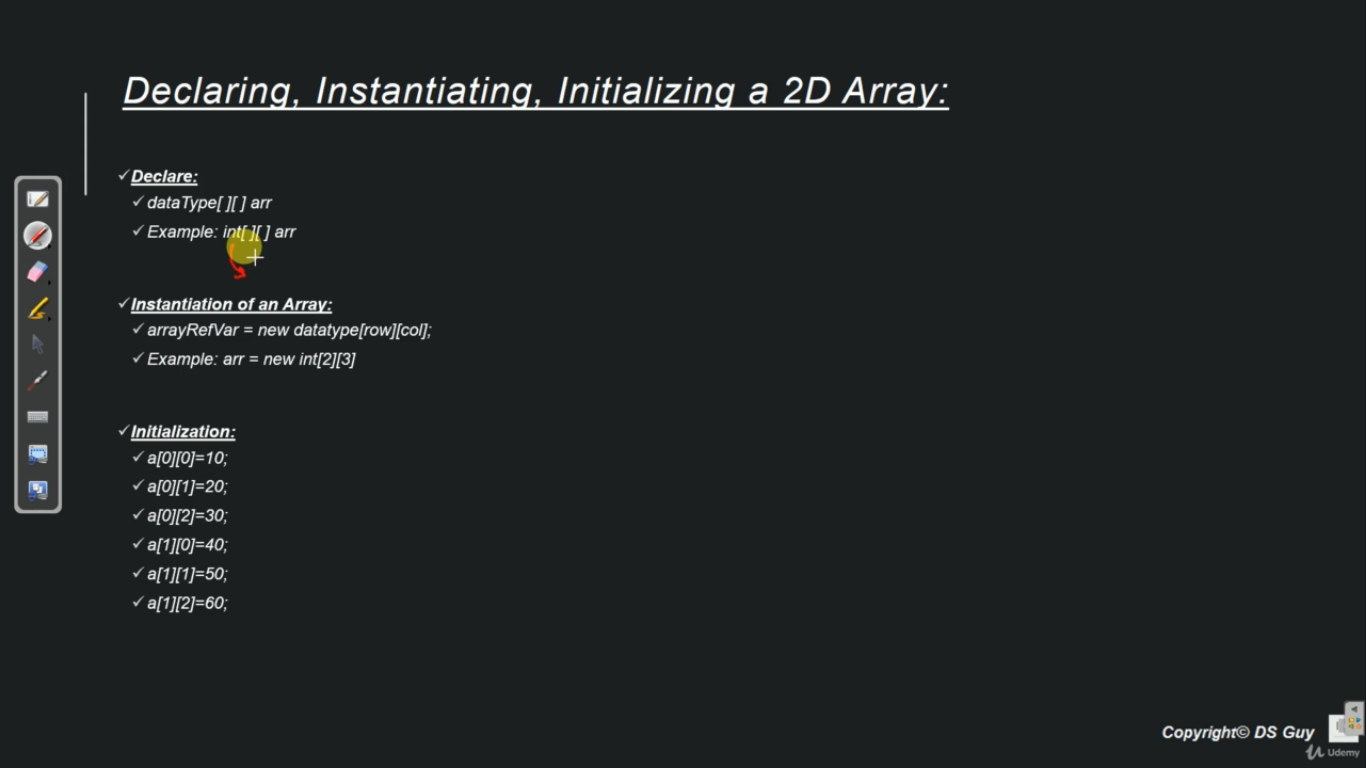 Declaring, Instantiating, Initializing a 2D Array:
Declare:
dataType[ ][ ] arr
Example: int[ ][ ] arr
Instantiation of an Array:
arrayRefVar = new datatype[row][col];
Example: arr = new int[2][3]
Initialization:
a[0][0]=10;
a[0][1]=20;
a[0][2]=30;
a[1][0]=40;
a[1][1]=50;
a[1][2]=60;
Copyright© DS Guy
Udemy